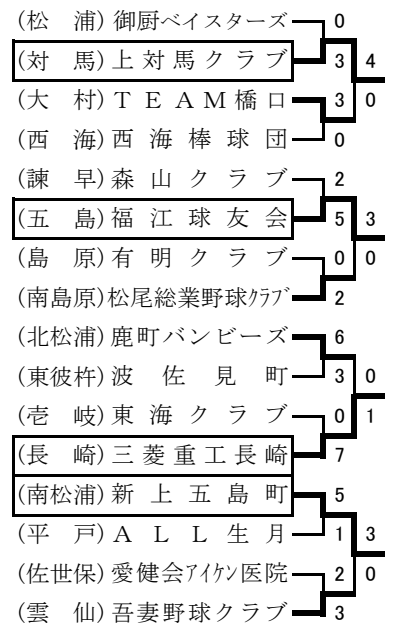 (松 浦)御厨ベイスターズ 0
(対 馬)上対馬クラブ 3 4
(大 村)TEAM橋口 3 0
(西 海)西海棒球団 0
(諫 早)森山クラブ 2
(五 島)福江球友会 5 3
(島 原)有明クラブ 0 0
(南島原)松尾総業野球クラブ 2
(北松浦)鹿町バンビーズ 6
(東彼杵)波佐見町 3 0
(壱 岐)東海クラブ 0 1
(長 崎)三菱重工長崎 7
(南松浦)新上五島町 5
(平 戸)ALL生月 1 3
(佐世保)愛健会アイケン医院 2 0
(雲 仙)吾妻野球クラブ 3